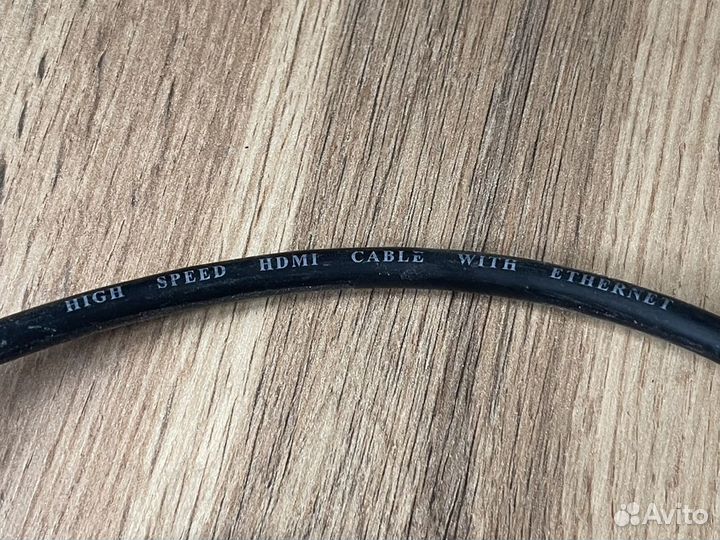 HIGH SPEED HDMI CABLE WITH ETHERNET
Avito